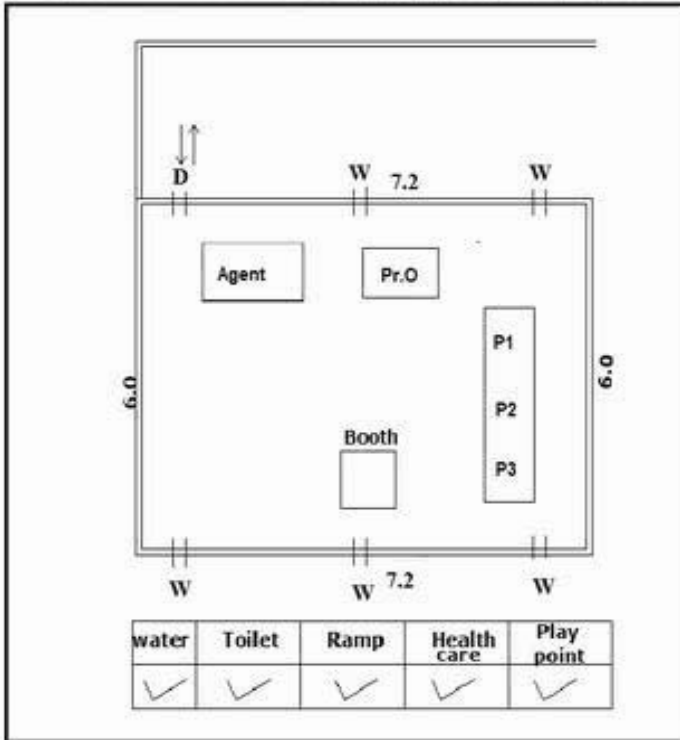 D W 7.2 W
Agent Pr.O
P1
6.0 6.0
P2
Booth
P3
W W 7.2 W
water Toilet Ramp Health care Play point